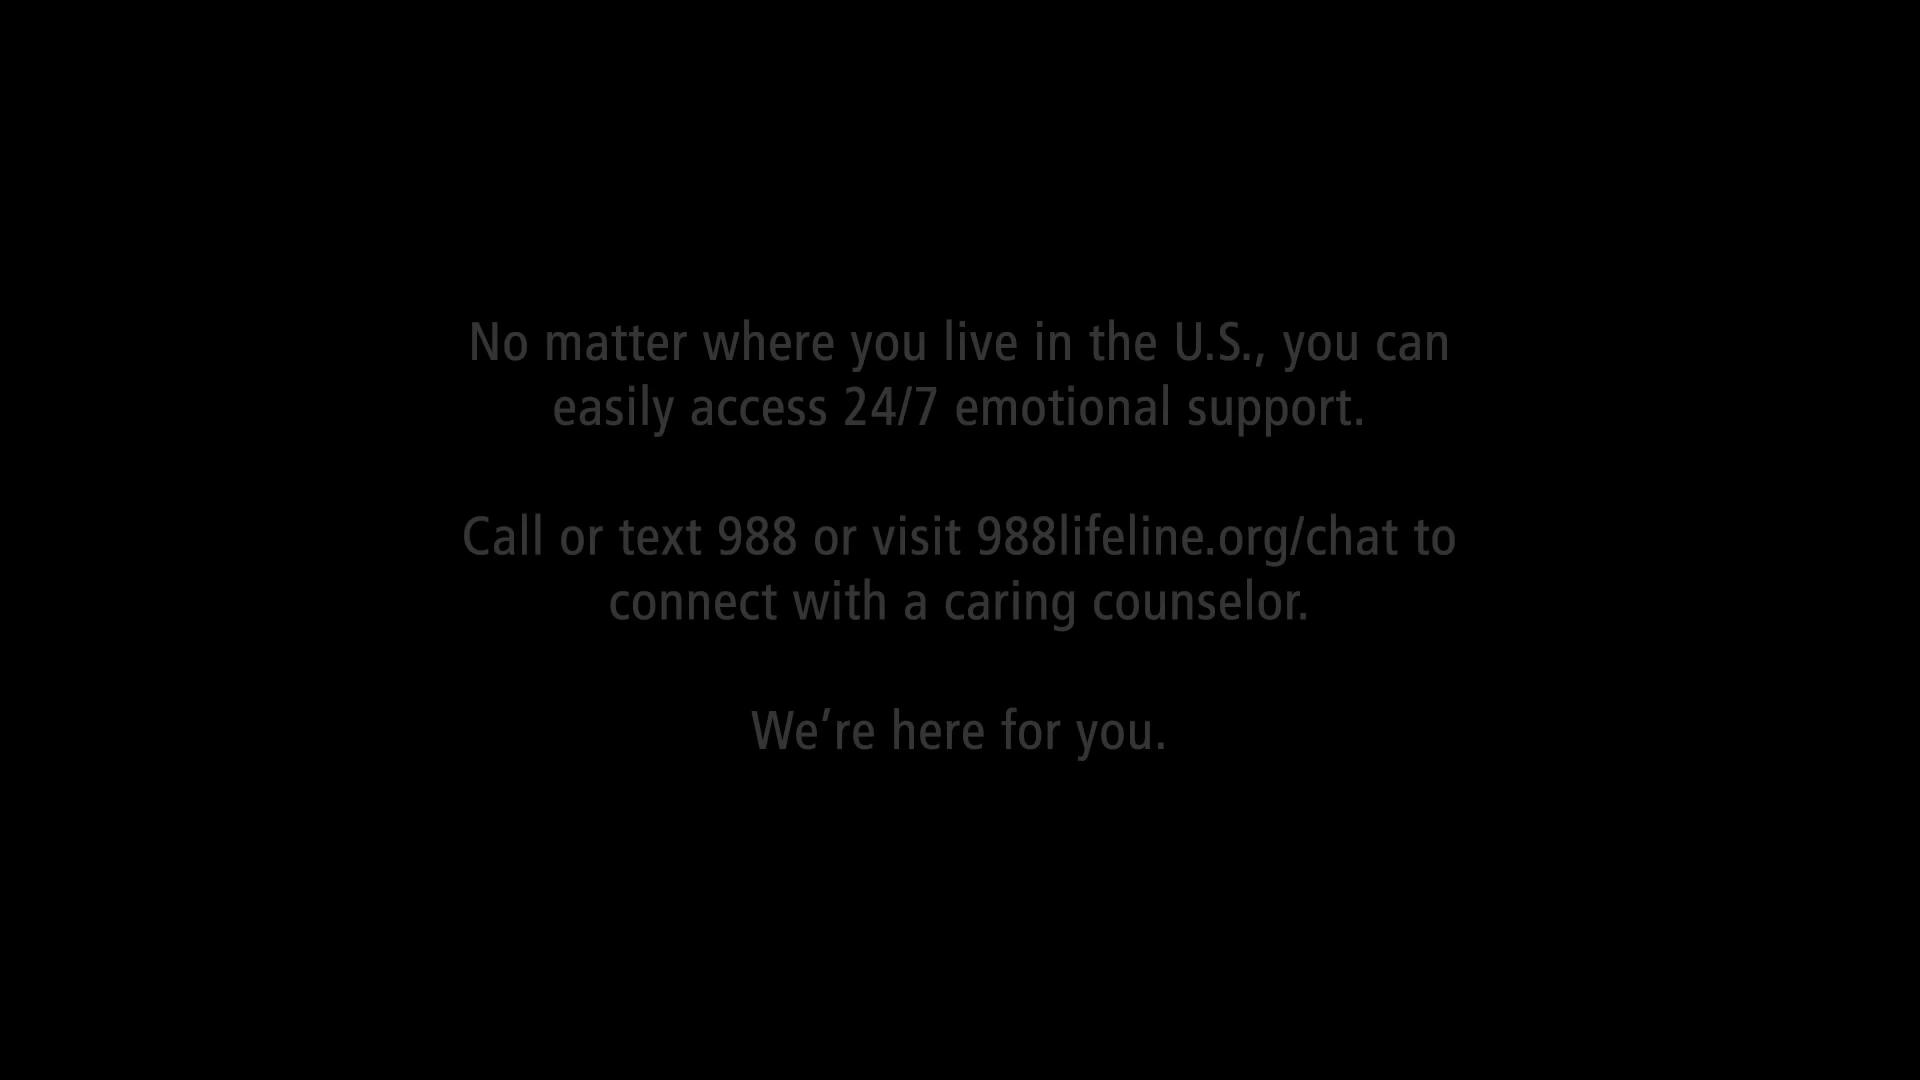 No matter where you live in the U.S., you can
easily access 24/7 emotional support.
Call or text 988 or visit 988lifeline.org/chat to
connect with a caring counselor.
We’re here for you.